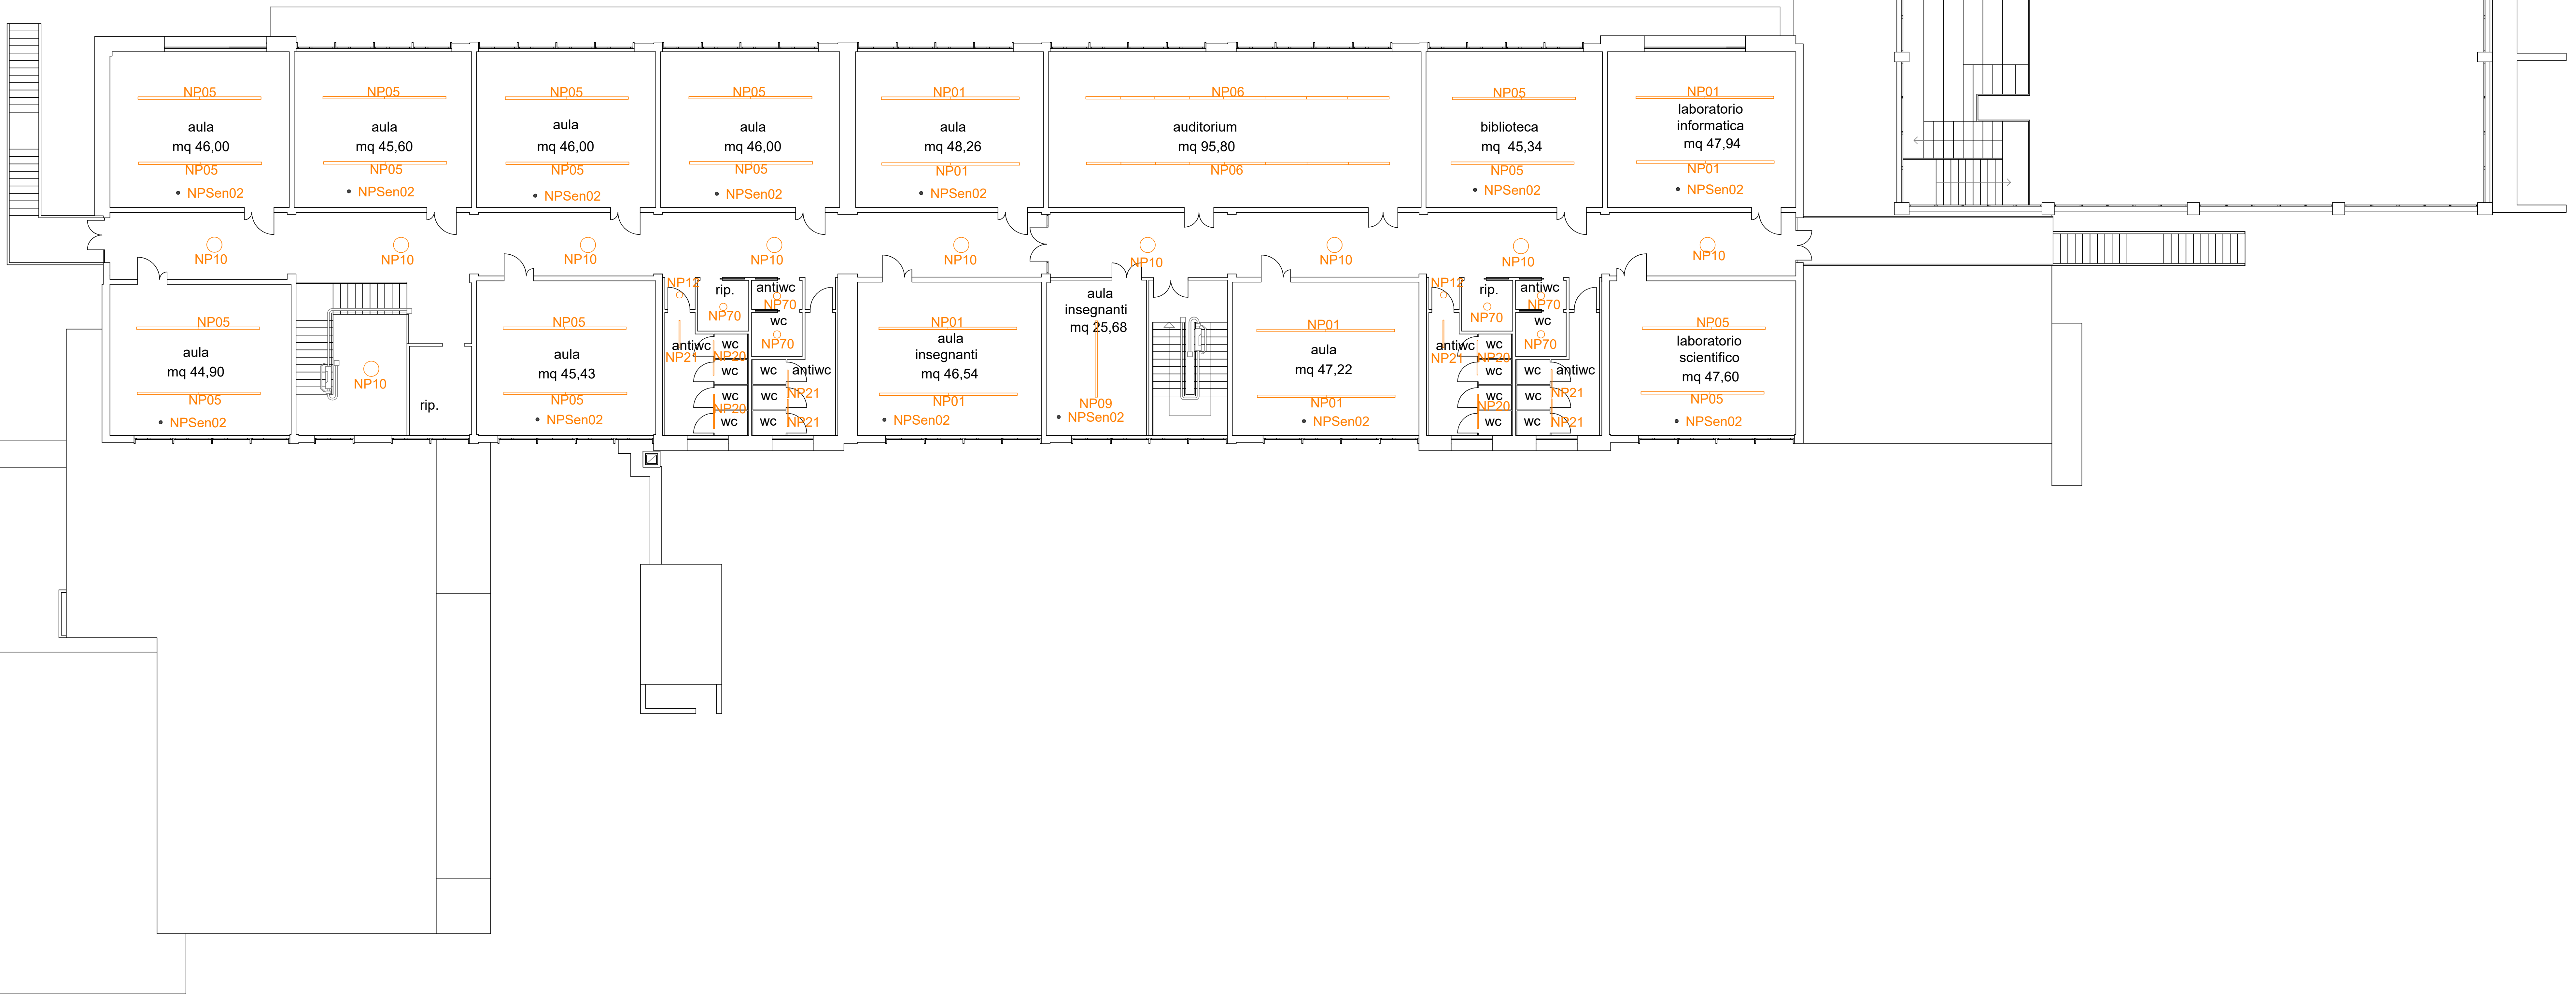 NP05
aula
mq 46,00
NP05
NPSen02
NP05
aula
mq 45,60
NP05
NPSen02
NP05
aula
mq 46,00
NP05
NPSen02
NP05
aula
mq 46,00
NP05
NPSen02
NP01
aula
mq 48,26
NP01
NPSen02
NP06
auditorium
mq 95,80
NP06
NP05
biblioteca
mq 45,34
NP05
NPSen02
NP01
laboratorio
informatica
mq 47,94
NP01
NPSen02
NP10
NP10
NP10
NP10
NP10
NP10
NP10
NP10
NP10
NP05
aula
mq 44,90
NP05
NPSen02
NP10
rip.
NP05
aula
mq 45,43
NP05
NPSen02
NP12
antiwc
NP21
rip.
NP70
antiwc
NP70
wc
NP70
wc
NP20
wc
wc
NP20
wc
wc
wc
wc
antiwc
NP21
NP21
NP01
aula
insegnanti
mq 46,54
NP01
NPSen02
aula
insegnanti
mq 25,68
NP09
NPSen02
NP01
aula
mq 47,22
NP01
NPSen02
NP12
antiwc
NP21
rip.
NP70
antiwc
NP70
wc
NP70
wc
NP20
wc
wc
NP20
wc
wc
wc
wc
antiwc
NP21
NP21
NP05
laboratorio
scientifico
mq 47,60
NP05
NPSen02